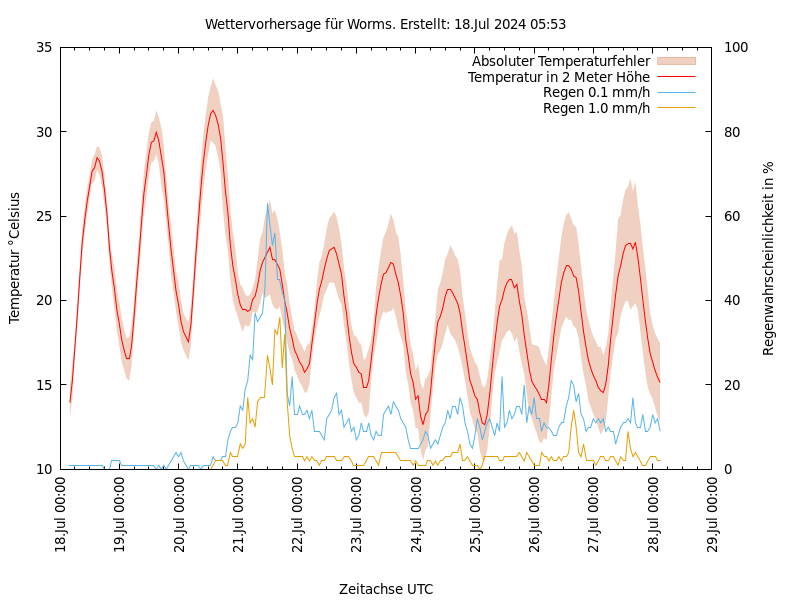 Wettervorhersage für Worms. Erstellt: 18.Jul 2024 05:53
Absoluter Temperaturfehler
Temperatur in 2 Meter Höhe
Regen 0.1 mm/h
Regen 1.0 mm/h
Temperatur °Celsius
35
30
25
20
15
10
Regenwahrscheinlichkeit in %
100
80
60
40
20
0
18.Jul 00:00
19.Jul 00:00
20.Jul 00:00
21.Jul 00:00
22.Jul 00:00
23.Jul 00:00
24.Jul 00:00
25.Jul 00:00
26.Jul 00:00
27.Jul 00:00
28.Jul 00:00
29.Jul 00:00
Zeitachse UTC